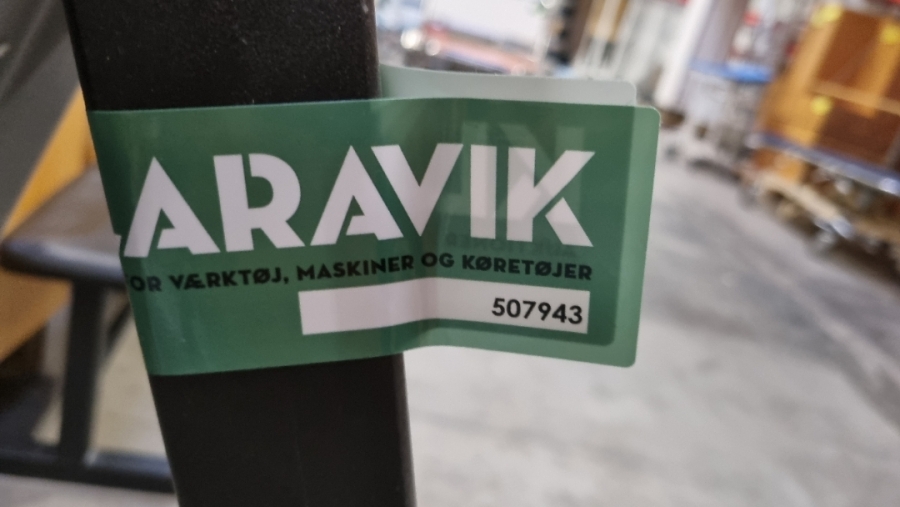 ARAVIK
OR VÆRKTØJ, MASKINER OG KØRETØJER
507943